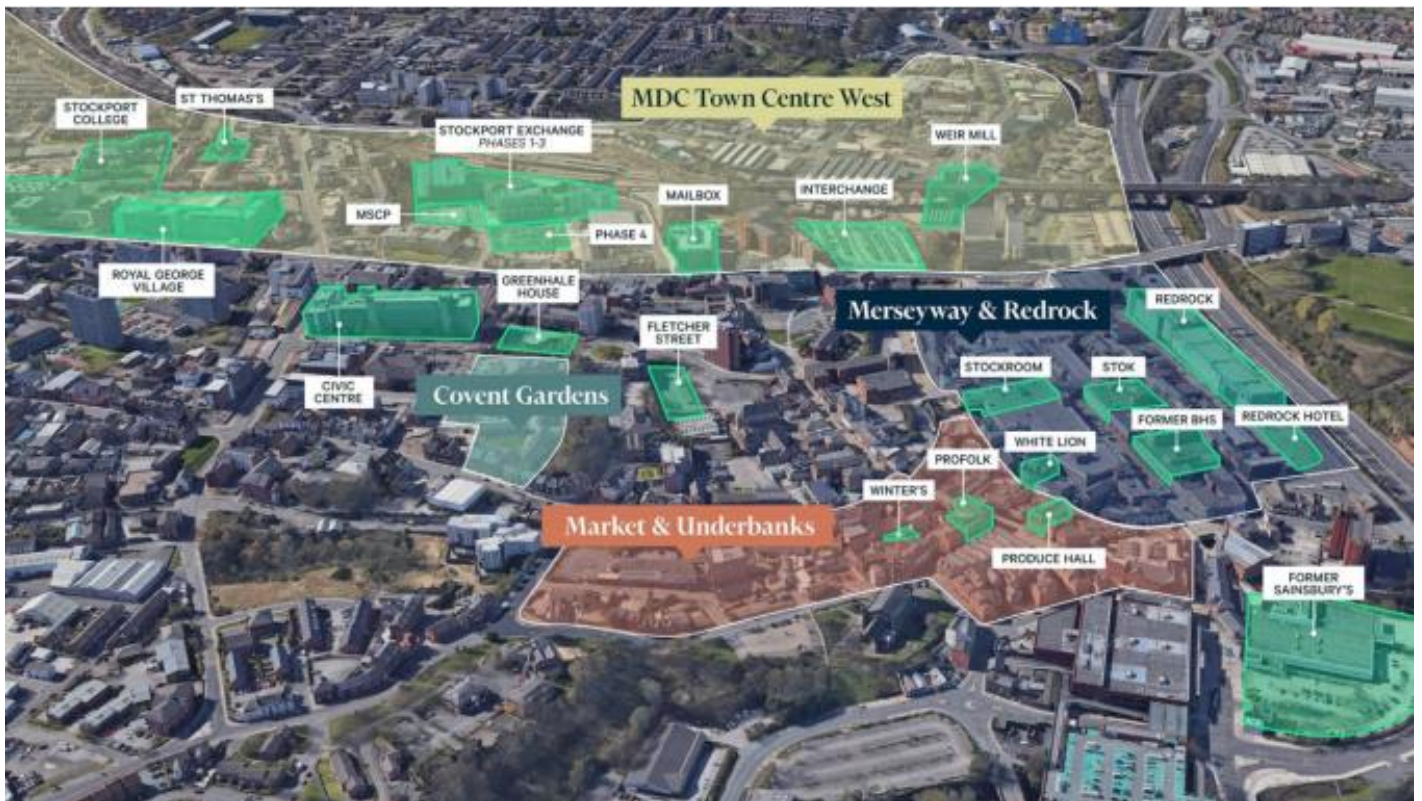 MDC Town Centre West
ST THOMAS'S
STOCKPORT
COLLEGE
STOCKPORT EXCHANGE
PHASES 1-3
WEIR MILL
MAILBOX
INTERCHANGE
MSCP
PHASE 4
ROYAL GEORGE
VILLAGE
GREENHALE
HOUSE
Merseyway & Redrock
REDROCK
FLETCHER
STREET
STOCKROOM
STOK
CIVIC
CENTRE
Covent Gardens
FORMER BHS
REDROCK HOTEL
WHITE LION
PROFOLK
WINTER'S
Market & Underbanks
PRODUCE HALL
FORMER
SAINSBURY'S